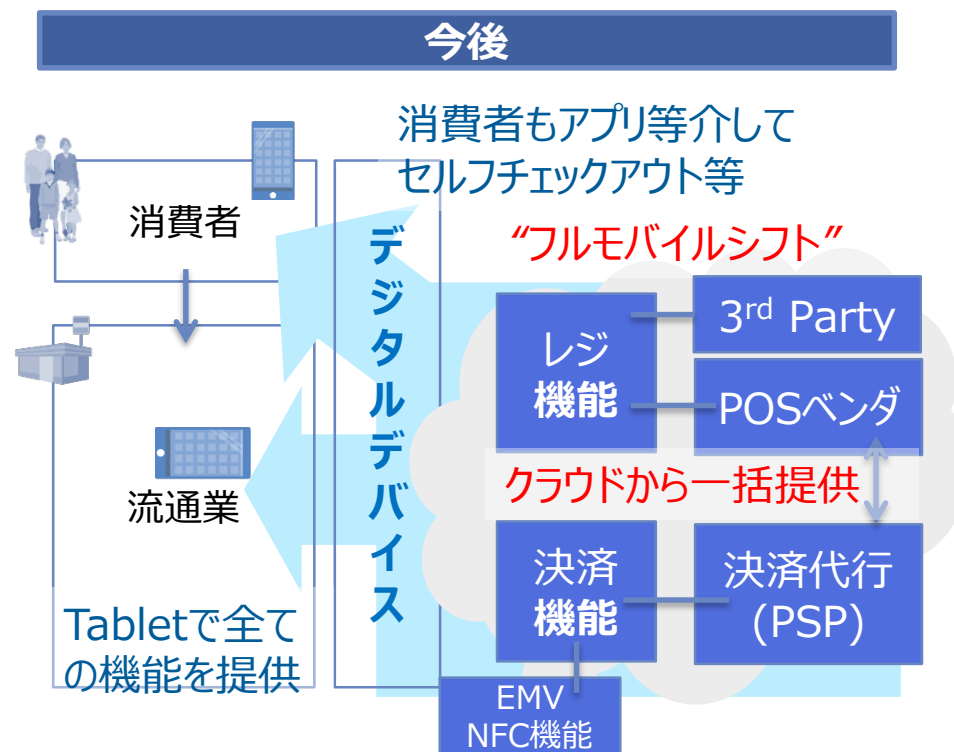 今後
消費者もアプリ等介して
セルフチェックアウト等
消費者
“フルモバイルシフト”
デジタルデバイス
3rd Party
レジ
機能
POSベンダ
クラウドから一括提供
流通業
決済
機能
決済代行
(PSP)
Tabletで全て
の機能を提供
EMV
NFC機能